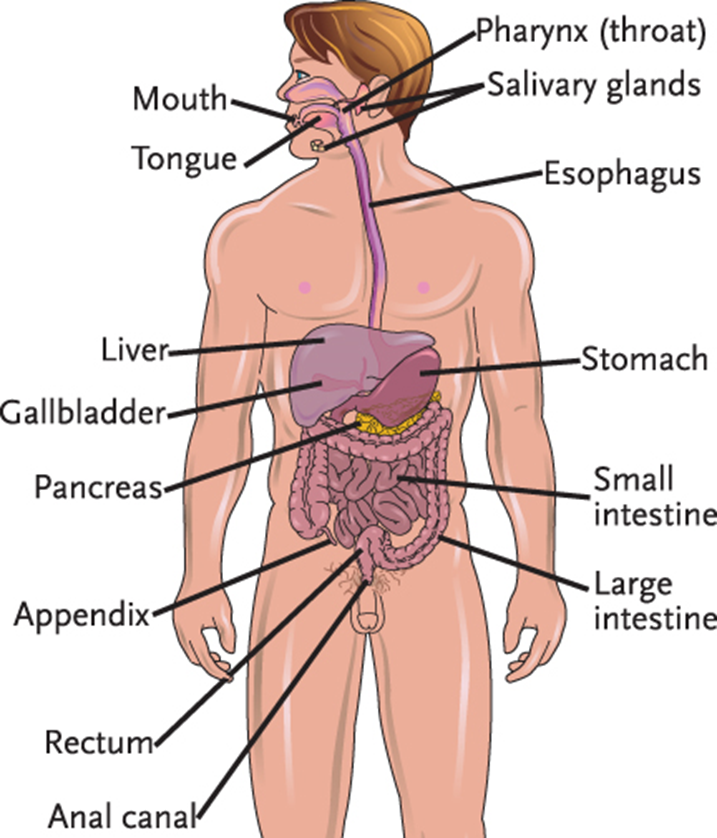 Pharynx (throat)
Salivary glands
Mouth
Tongue
Esophagus
Liver
Stomach
Gallbladder
Pancreas
Small
intestine
Large
intestine
Appendix
Rectum
Anal canal